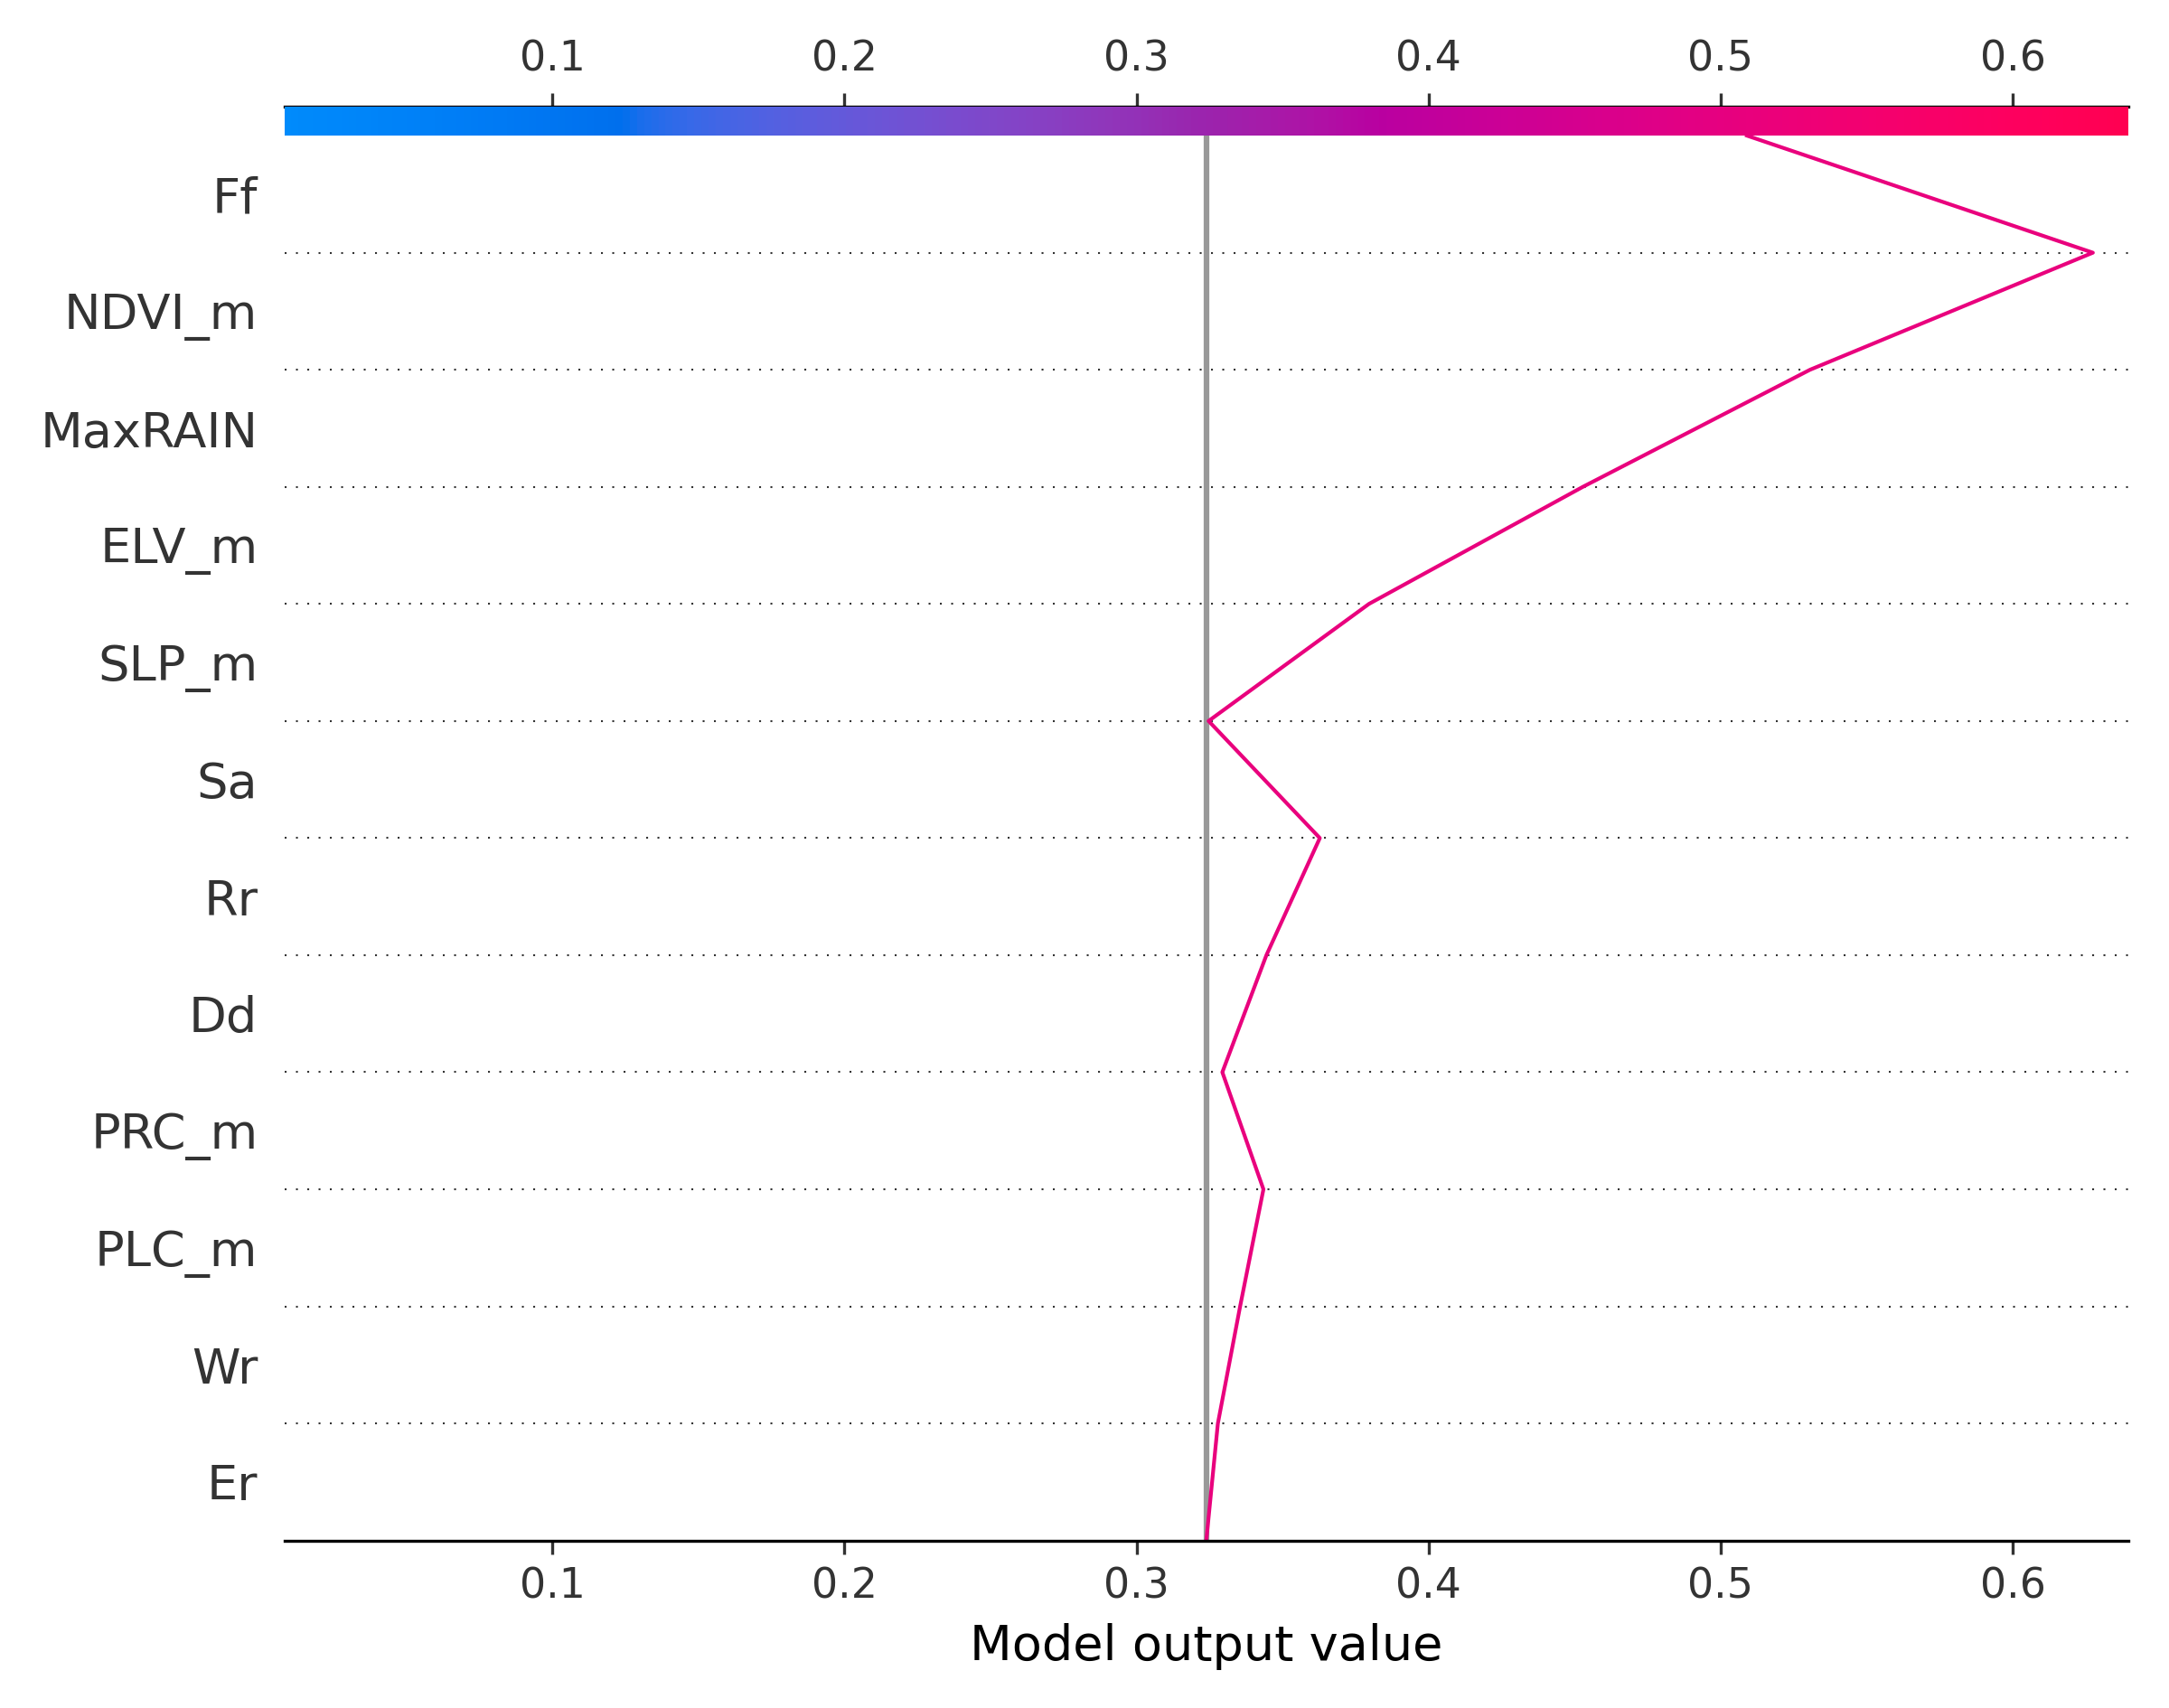 0.1 0.2 0.3 0.4 0.5 0.6
Ff
NDVI_m
MaxRAIN
ELV_m
SLP_m
Sa
Rr
Dd
PRC_m
PLC_m
Wr
Er
0.1 0.2 0.3 0.4 0.5 0.6
Model output value